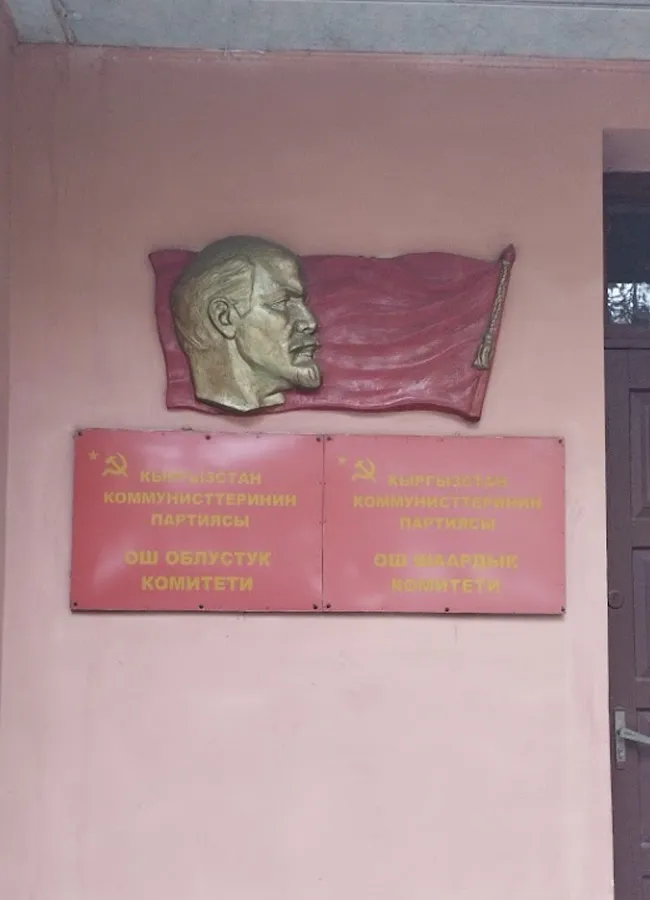 КЫРГЫЗСТАН
КОММУНИСТТЕРИНИН
ПАРТИЯСЫ
ОШ ОБЛУСТУК
КОМИТЕТИ
КЫРГЫЗСТАН
КОММУНИСТТЕРИНИН
ПАРТИЯСЫ
ОШ ШААРДЫК
КОМИТЕТИ